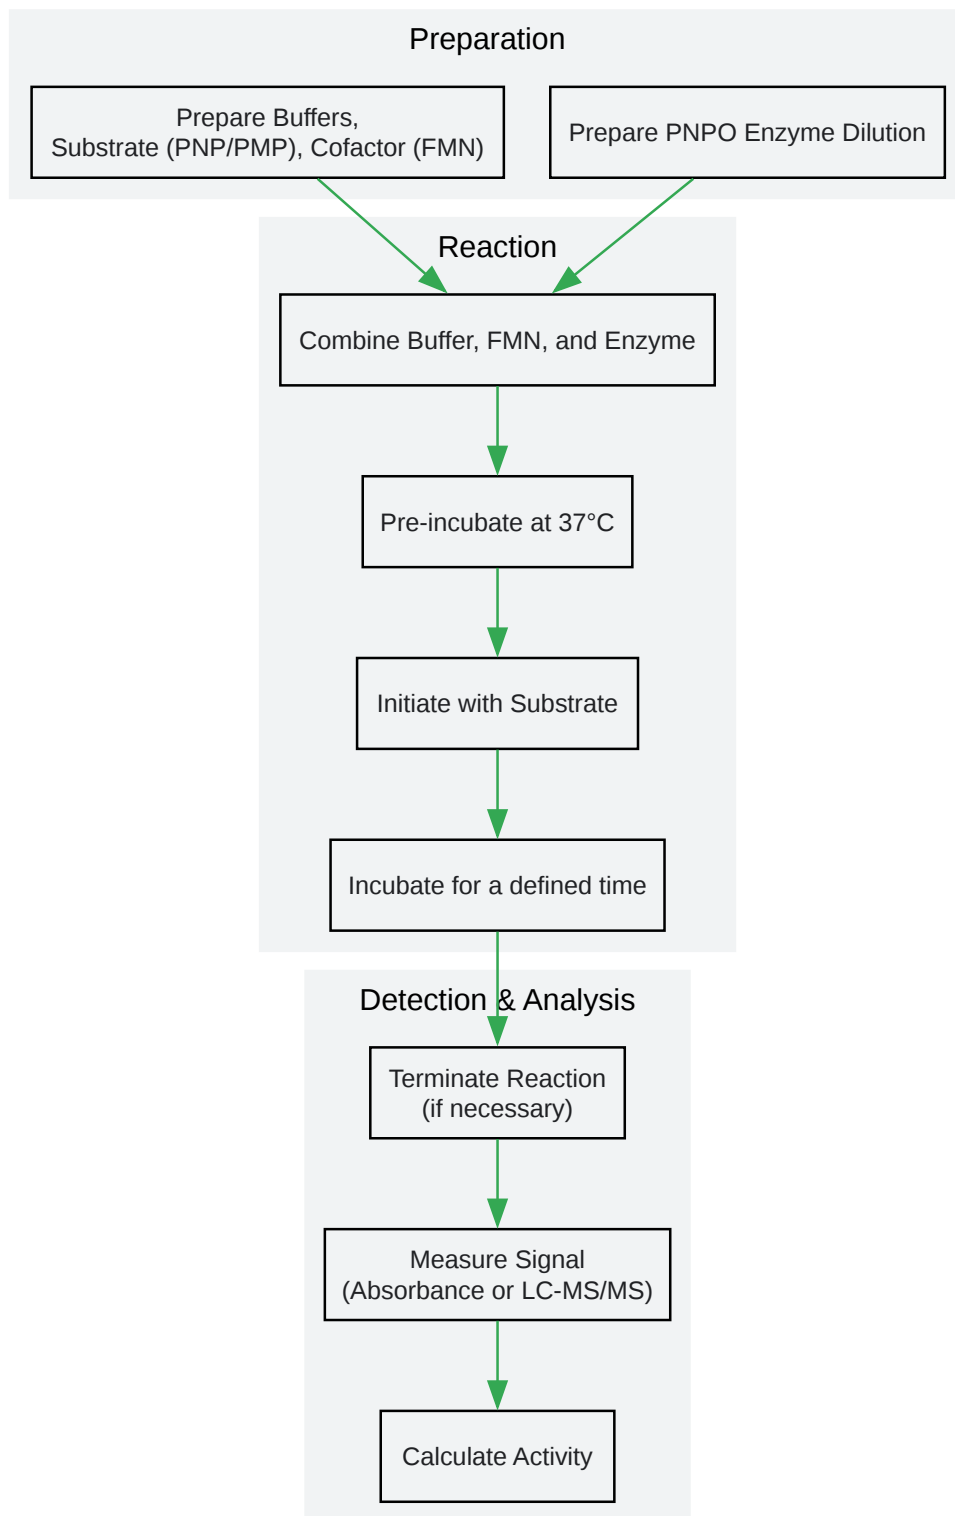 Preparation
Prepare Buffers,
Substrate (PNP/PMP), Cofactor (FMN)
Prepare PNPO Enzyme Dilution
Reaction
Combine Buffer, FMN, and Enzyme
Pre-incubate at 37°C
Initiate with Substrate
Incubate for a defined time
Detection & Analysis
Terminate Reaction
(if necessary)
Measure Signal
(Absorbance or LC-MS/MS)
Calculate Activity